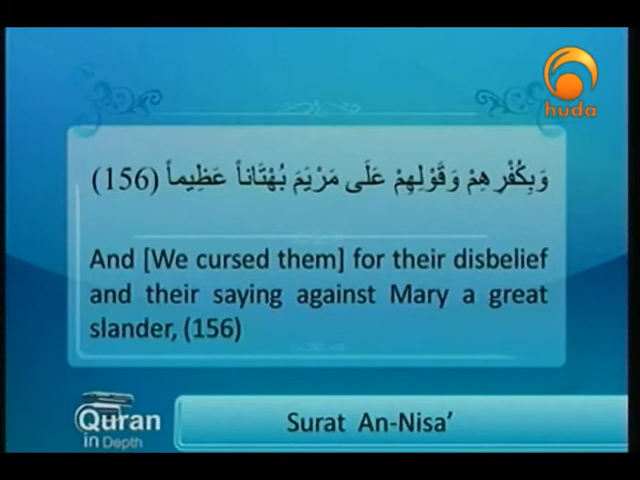 huda
وَبِكُفْرِهِمْ وَقَوْلِهِمْ عَلَى مَرْيَمَ بُهْتَاناً عَظِيماً (156)
And [We cursed them] for their disbelief
and their saying against Mary a great
slander, (156)
Quran
in Depth
Surat An-Nisa’